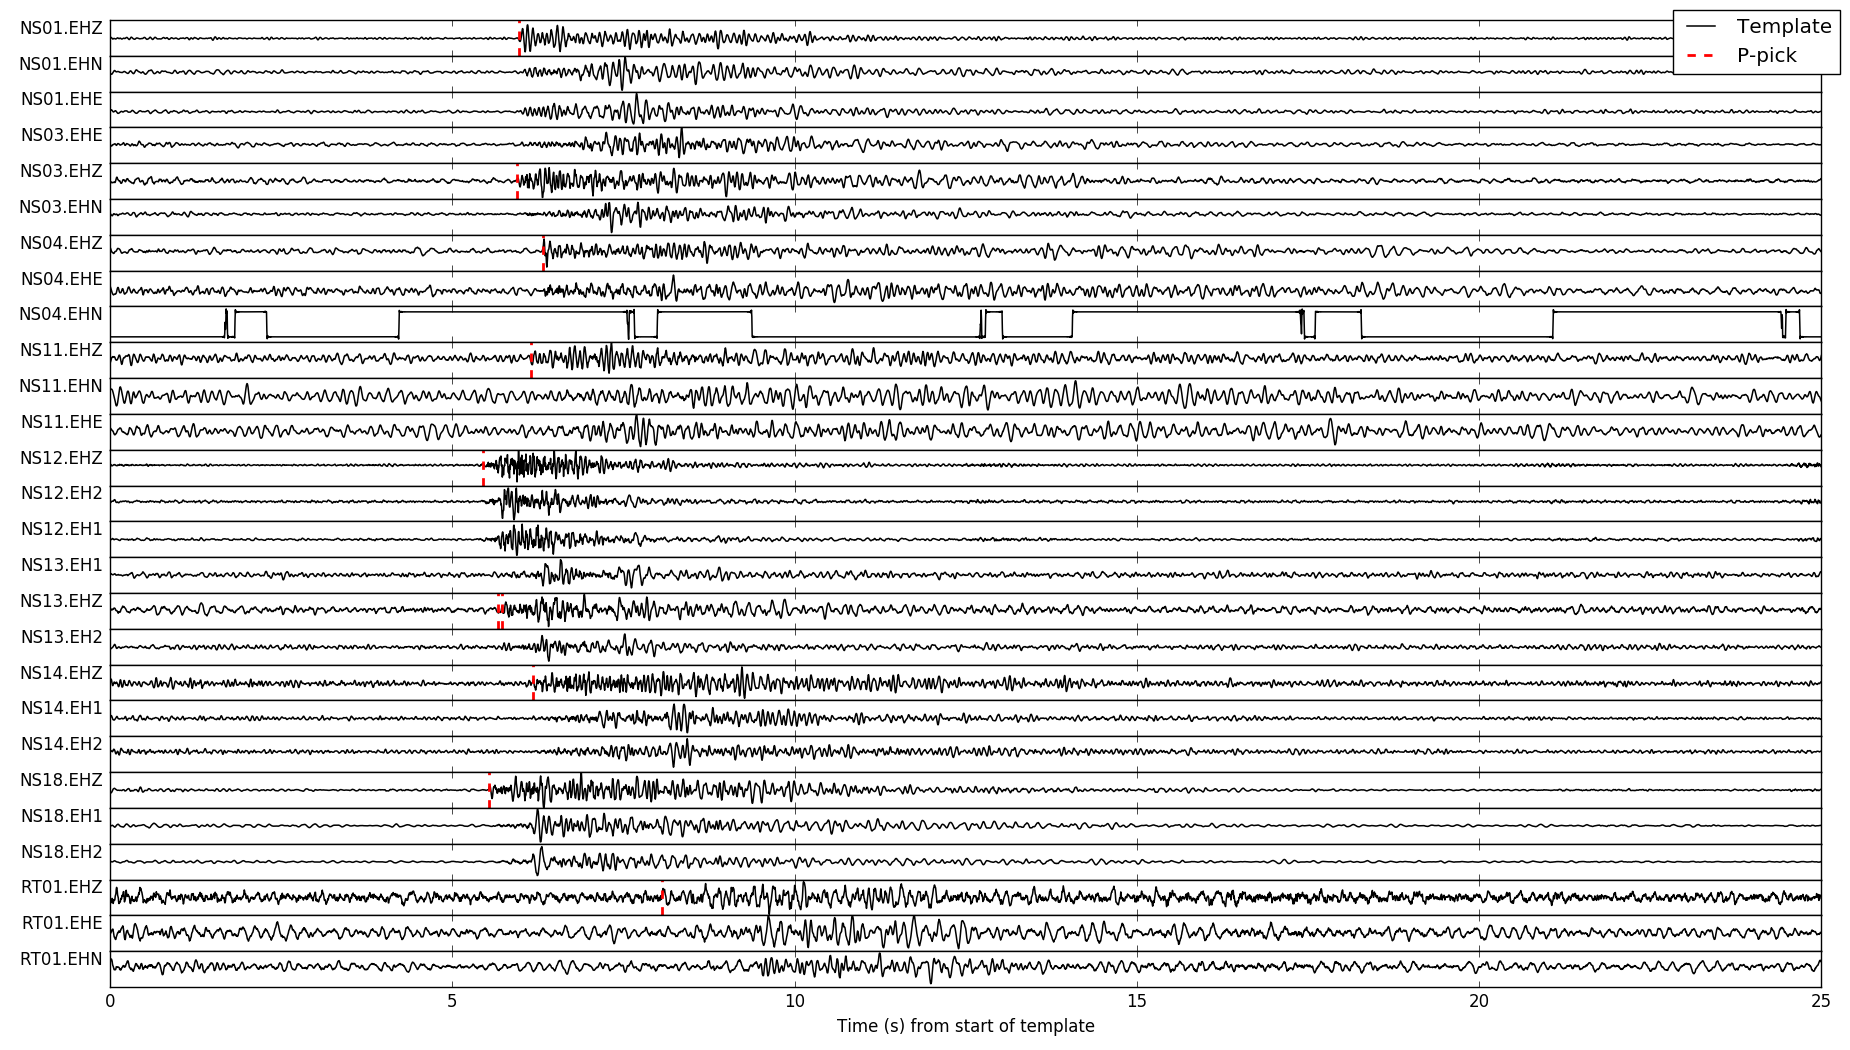 Template
P-pick
NS01.EHZ
NS01.EHN
NS01.EHE
NS03.EHE
NS03.EHZ
NS03.EHN
NS04.EHZ
NS04.EHE
NS04.EHN
NS11.EHZ
NS11.EHN
NS11.EHE
NS12.EHZ
NS12.EH2
NS12.EH1
NS13.EH1
NS13.EHZ
NS13.EH2
NS14.EHZ
NS14.EH1
NS14.EH2
NS18.EHZ
NS18.EH1
NS18.EH2
RT01.EHZ
RT01.EHE
RT01.EHN
0 5 10 15 20 25
Time (s) from start of template